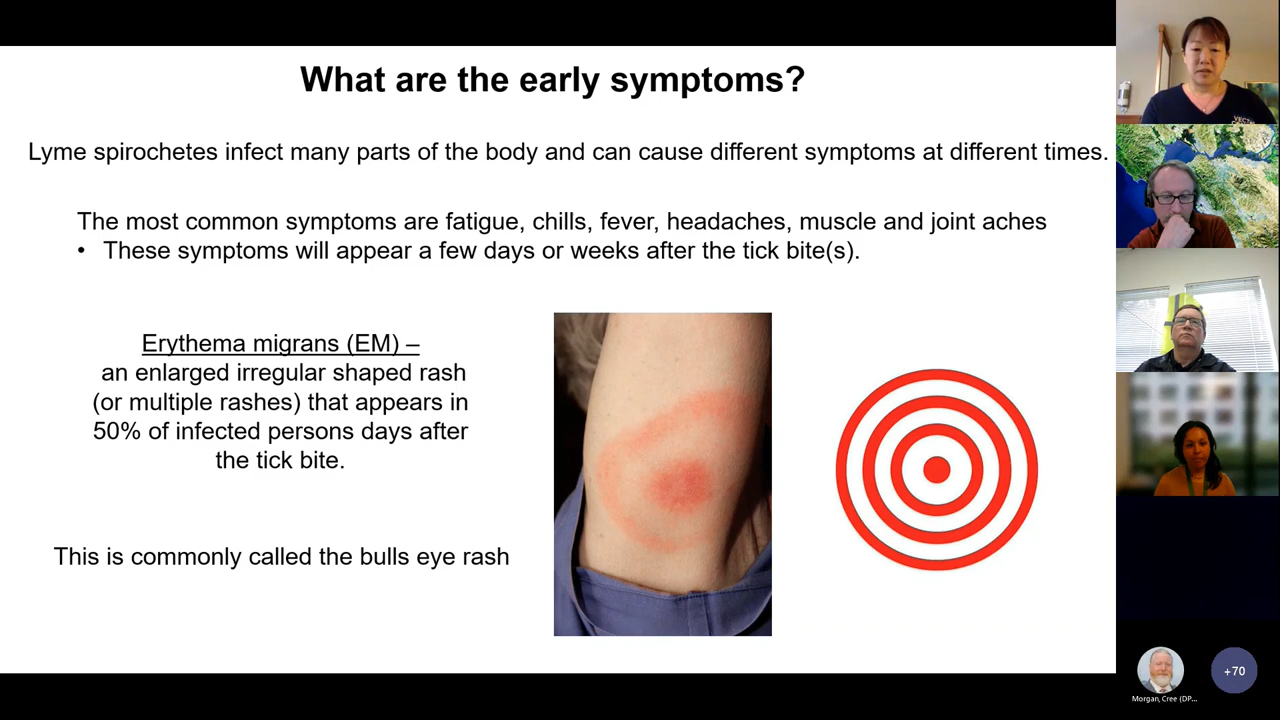 What are the early symptoms?
Lyme spirochetes infect many parts of the body and can cause different symptoms at different times.
The most common symptoms are fatigue, chills, fever, headaches, muscle and joint aches
• These symptoms will appear a few days or weeks after the tick bite(s).
Erythema migrans (EM) –
an enlarged irregular shaped rash
(or multiple rashes) that appears in
50% of infected persons days after
the tick bite.
This is commonly called the bulls eye rash
VECTOR
Morgan, Cree (DP...
+70